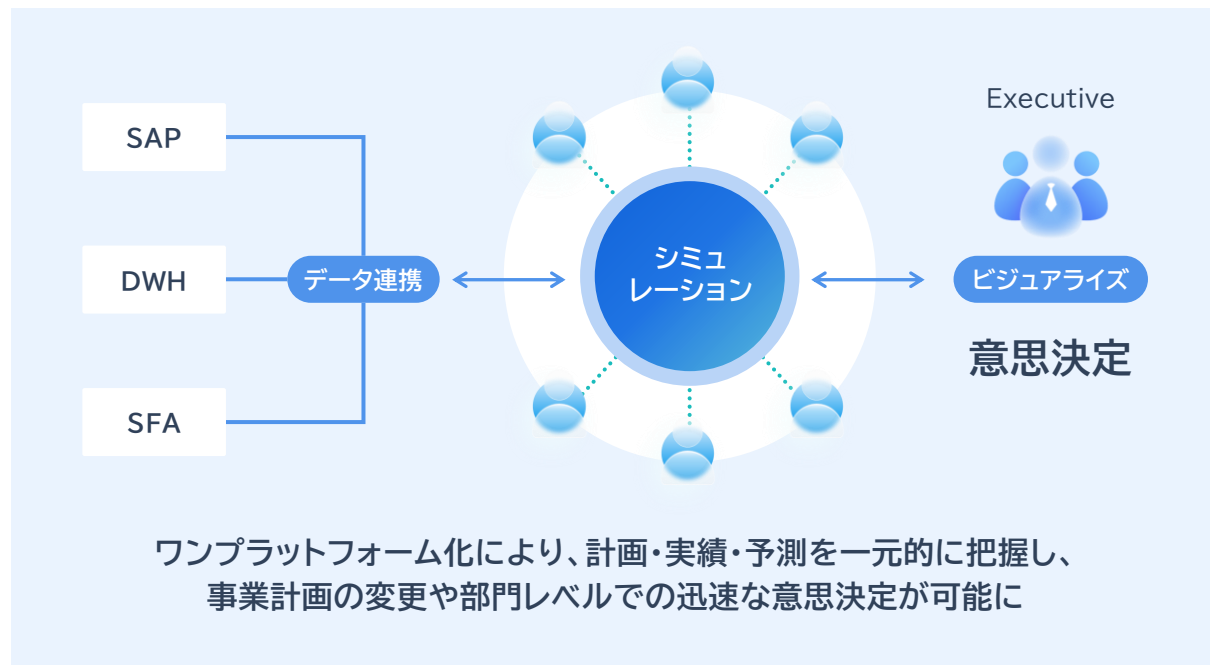 SAP
DWH
SFA
データ連携
シミュ
レーション
Executive
ビジュアライズ
意思決定
ワンプラットフォーム化により、計画・実績・予測を一元的に把握し、
事業計画の変更や部門レベルでの迅速な意思決定が可能に